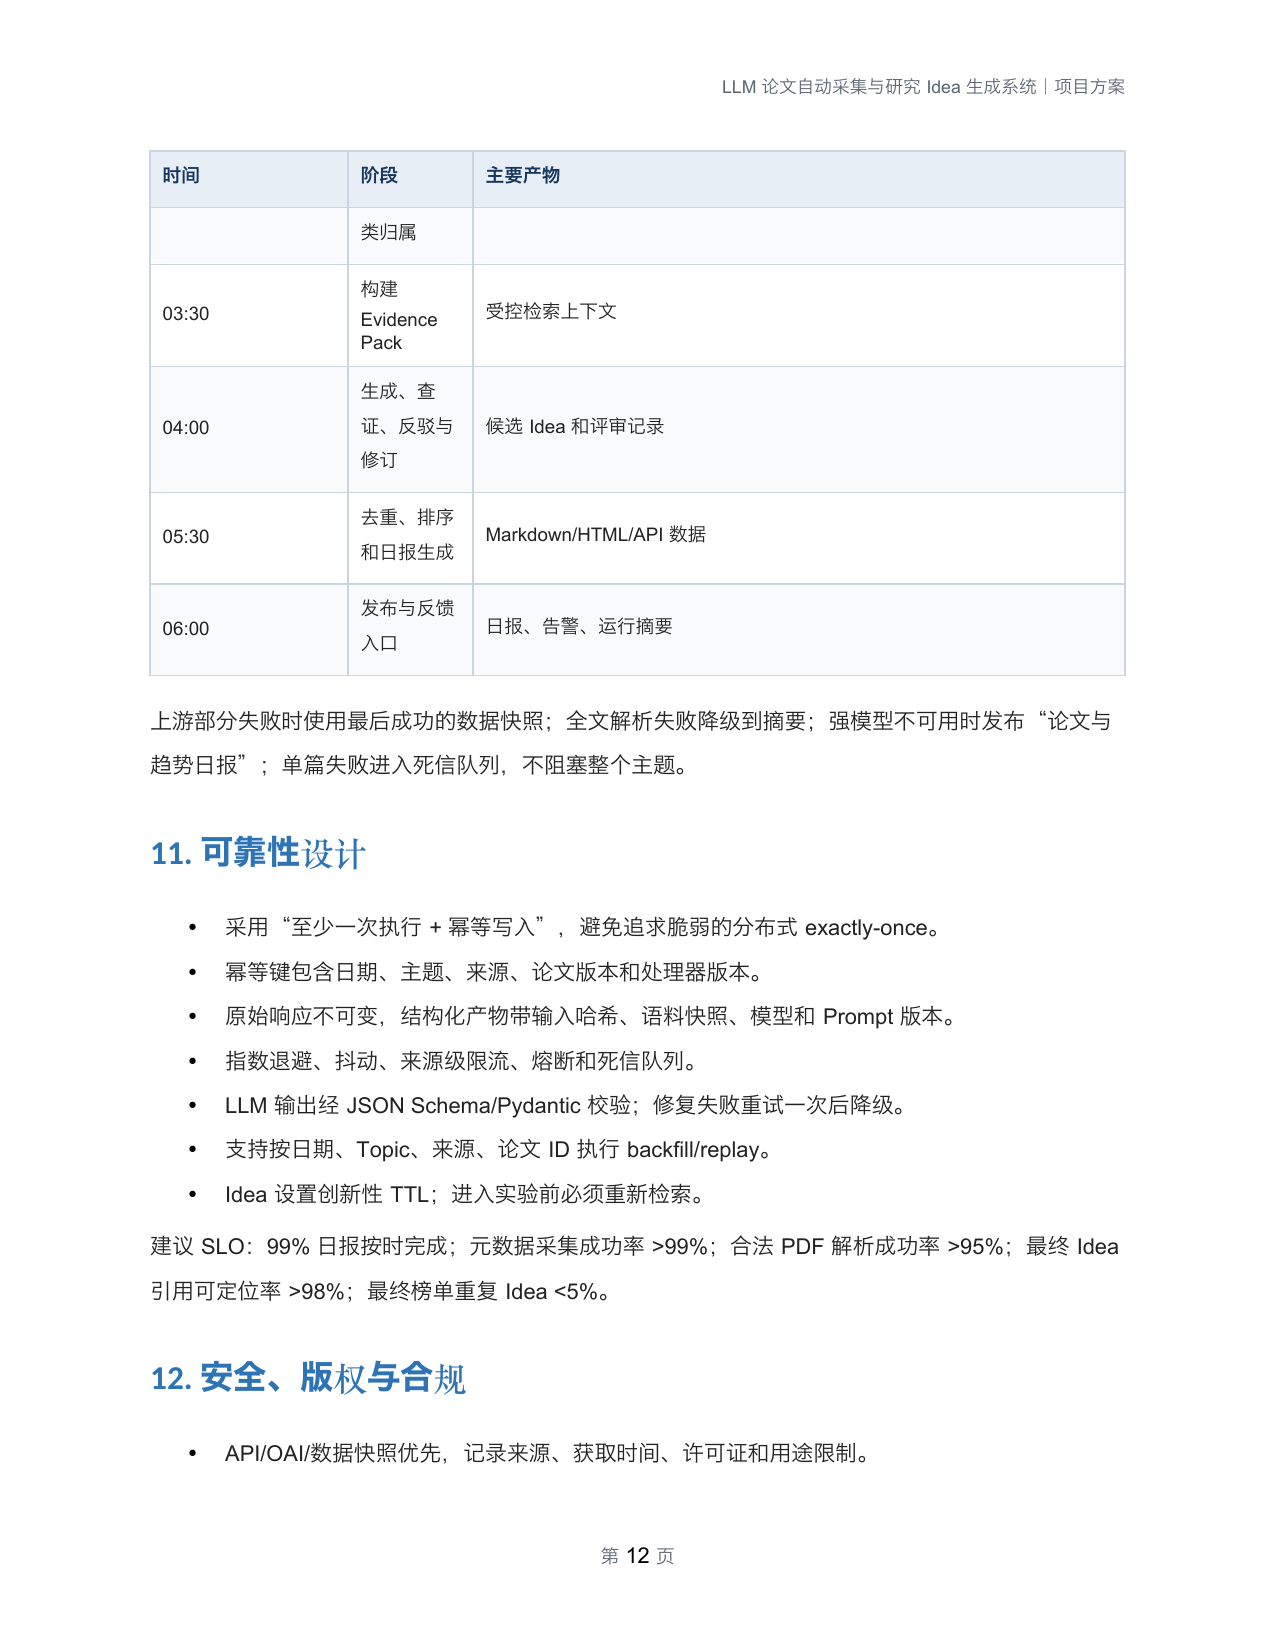 LLM 论文自动采集与研究 Idea 生成系统｜项目方案
时间 阶段 主要产物
类归属
03:30 构建 Evidence Pack 受控检索上下文
04:00 生成、查证、反驳与修订 候选 Idea 和评审记录
05:30 去重、排序和日报生成 Markdown/HTML/API 数据
06:00 发布与反馈入口 日报、告警、运行摘要
上游部分失败时使用最后成功的数据快照；全文解析失败降级到摘要；强模型不可用时发布“论文与
趋势日报”；单篇失败进入死信队列，不阻塞整个主题。
11. 可靠性设计
• 采用“至少一次执行 + 幂等写入”，避免追求脆弱的分布式 exactly-once。
• 幂等键包含日期、主题、来源、论文版本和处理器版本。
• 原始响应不可变，结构化产物带输入哈希、语料快照、模型和 Prompt 版本。
• 指数退避、抖动、来源级限流、熔断和死信队列。
• LLM 输出经 JSON Schema/Pydantic 校验；修复失败重试一次后降级。
• 支持按日期、Topic、来源、论文 ID 执行 backfill/replay。
• Idea 设置创新性 TTL；进入实验前必须重新检索。
建议 SLO：99% 日报按时完成；元数据采集成功率 >99%；合法 PDF 解析成功率 >95%；最终 Idea
引用可定位率 >98%；最终榜单重复 Idea <5%。
12. 安全、版权与合规
• API/OAI/数据快照优先，记录来源、获取时间、许可证和用途限制。
第 12 页